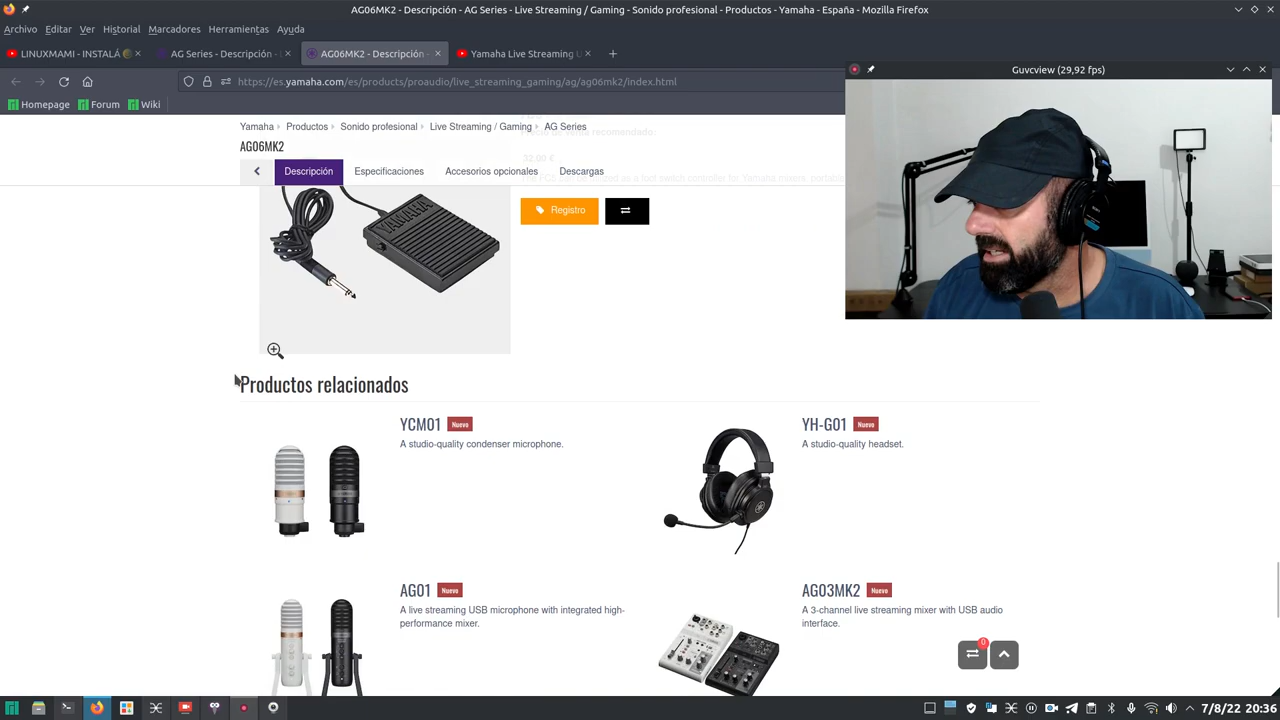 AG06MK2 - Descripción - AG Series - Live Streaming / Gaming - Sonido profesional - Productos - Yamaha - España - Mozilla Firefox
Archivo Editar Ver Historial Marcadores Herramientas Ayuda
LINUXMAMI - INSTALÁ
AG Series - Descripción -
AG06MK2 - Descripción -
Yamaha Live Streaming U
https://es.yamaha.com/es/products/proaudio/live_streaming_gaming/ag/ag06mk2/index.html
Guvcview (29,92 fps)
Homepage Forum Wiki
Yamaha Productos Sonido profesional Live Streaming / Gaming AG Series
recomendado:
AG06MK2
32.00 €
Descripción Especificaciones Accesorios opcionales Descargas
YAMAHA
Registro
Productos relacionados
YCM01 Nuevo
A studio-quality condenser microphone.
YH-G01 Nuevo
A studio-quality headset.
AG01 Nuevo
A live streaming USB microphone with integrated high-
performance mixer.
AG03MK2 Nuevo
A 3-channel live streaming mixer with USB audio
interface.
0
7/8/22 20:36